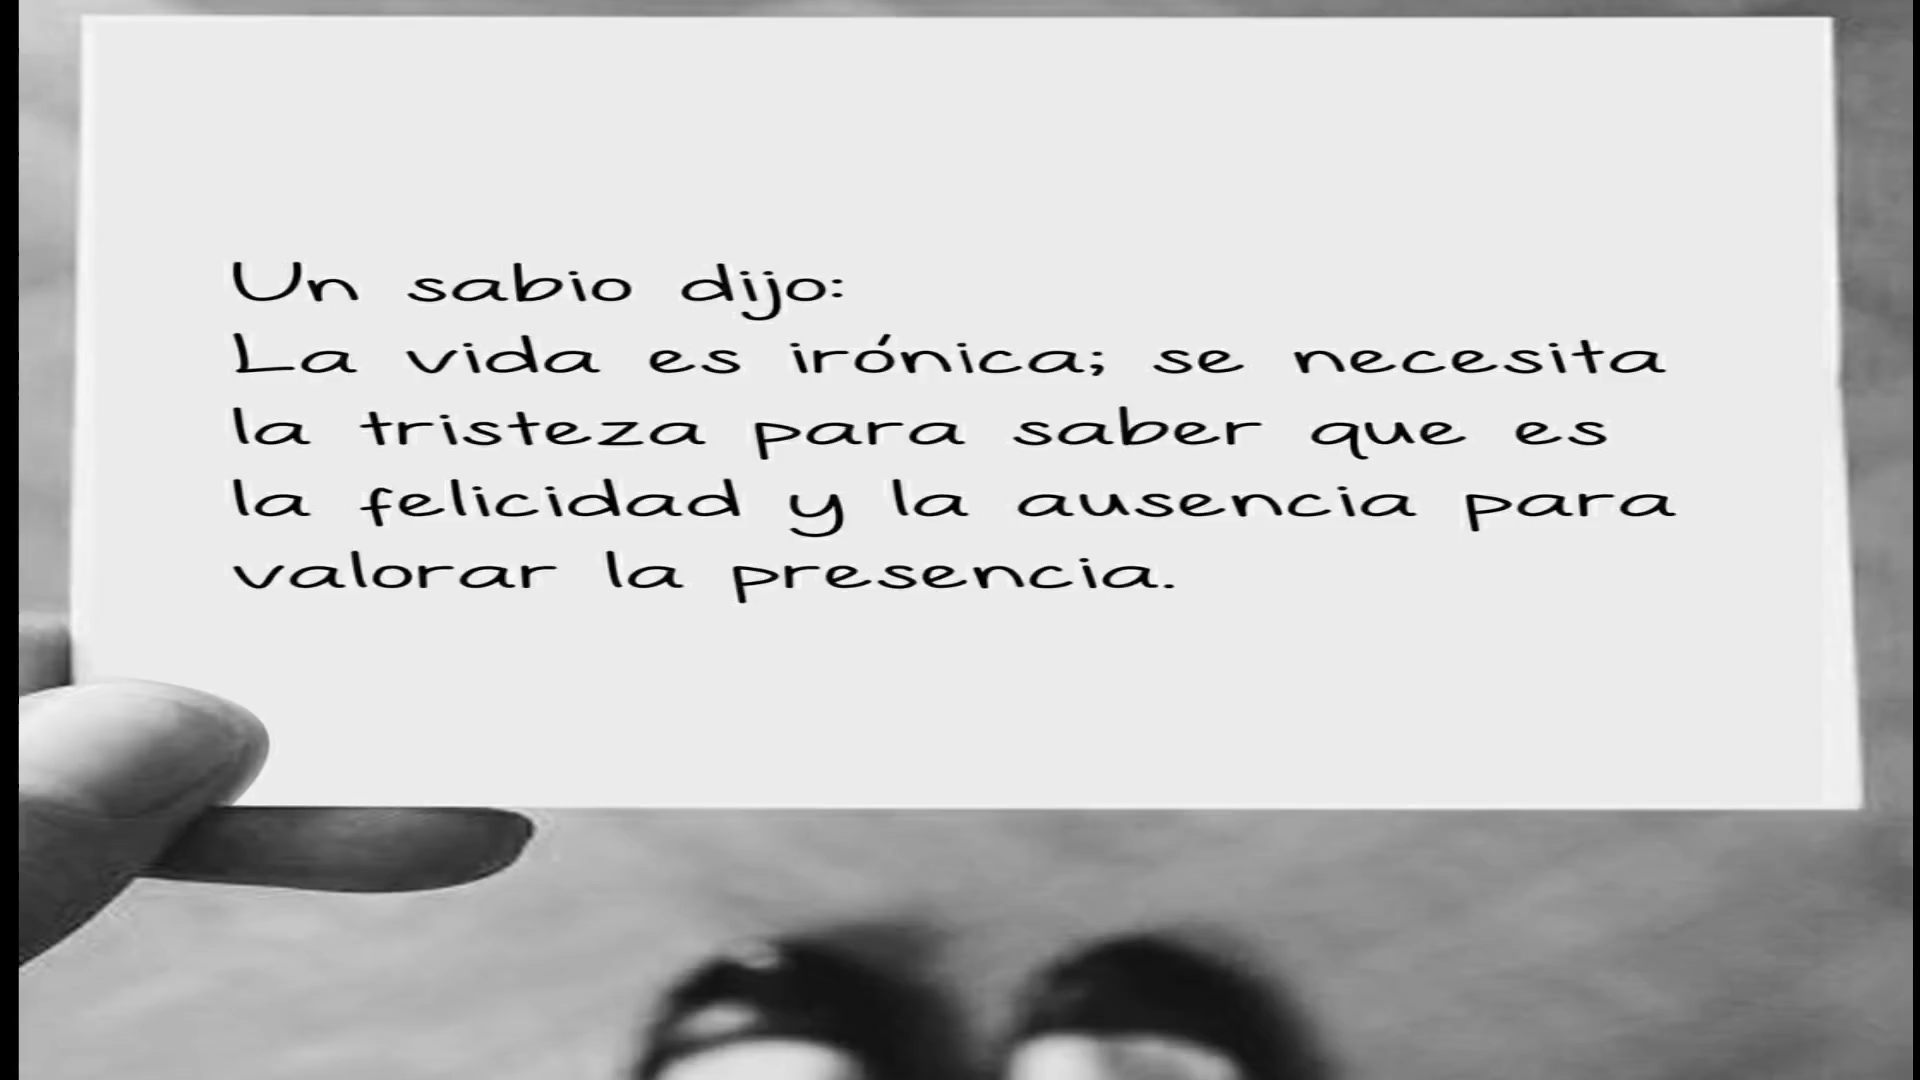 Un sabio dijo:
La vida es irónica; se necesita
la tristeza para saber que es
la felicidad y la ausencia para
valorar la presencia.